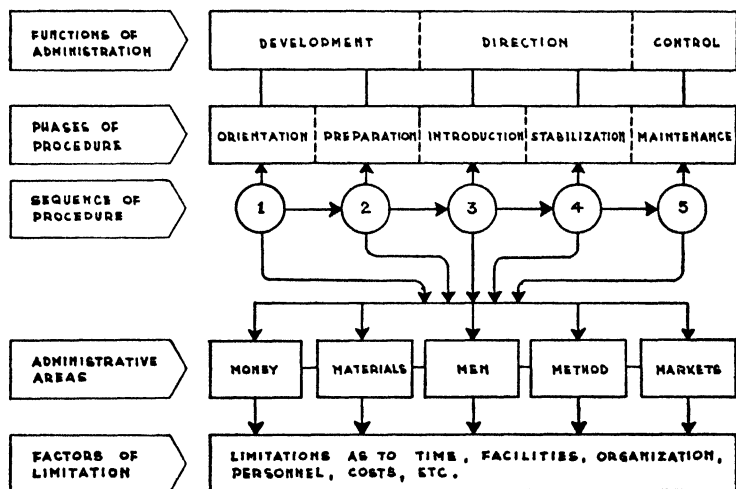 FUNCTIONS OF
ADMINISTRATION
DEVELOPMENT
DIRECTION
CONTROL
PHASES OF
PROCEDURE
ORIENTATION
PREPARATION
INTRODUCTION
STABILIZATION
MAINTENANCE
SEQUENCE OF
PROCEDURE
1
2
3
4
5
ADMINISTRATIVE
AREAS
MONEY
MATERIALS
MEN
METHOD
MARKETS
FACTORS OF
LIMITATION
LIMITATIONS AS TO TIME, FACILITIES, ORGANIZATION,
PERSONNEL, COSTS, ETC.